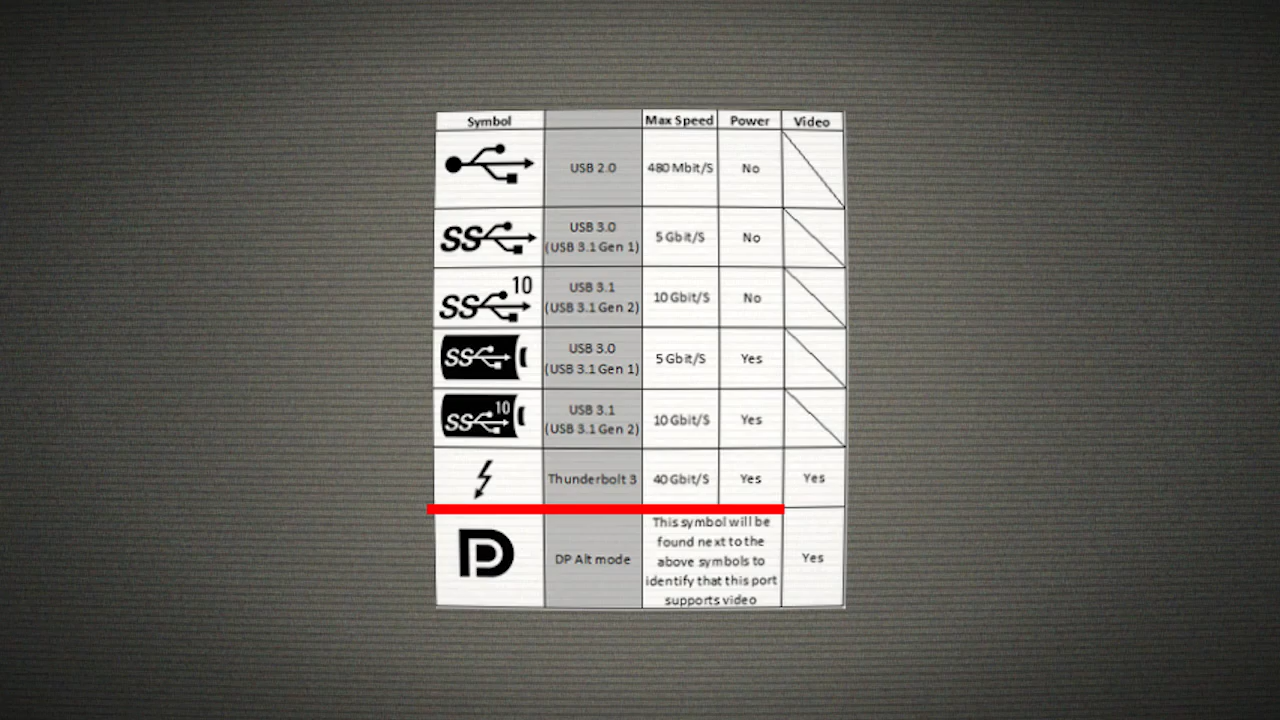 Symbol Max Speed Power Video
USB 2.0 480 Mbit/S No
SS USB 3.0
(USB 3.1 Gen 1) 5 Gbit/S No
SS 10 USB 3.1
(USB 3.1 Gen 2) 10 Gbit/S No
SS USB 3.0
(USB 3.1 Gen 1) 5 Gbit/S Yes
SS 10 USB 3.1
(USB 3.1 Gen 2) 10 Gbit/S Yes
Thunderbolt 3 40 Gbit/S Yes Yes
D DP Alt mode
This symbol will be
found next to the
above symbols to
identify that this port
supports video
Yes